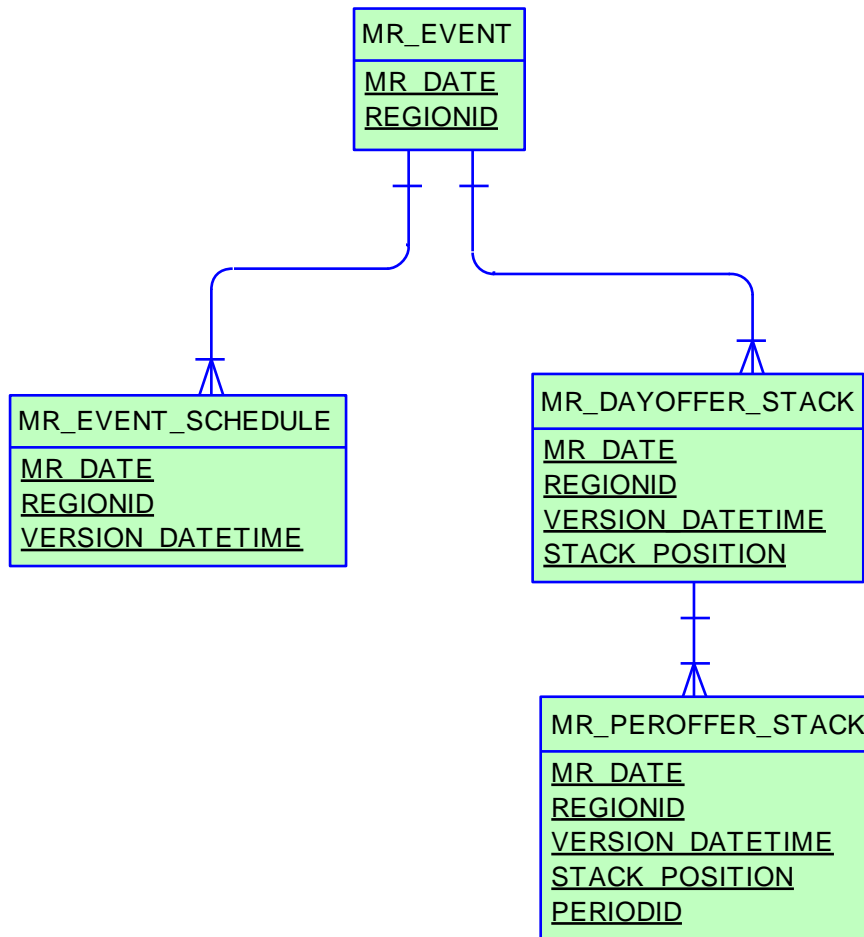 MR_EVENT
MR_DATE
REGIONID
MR_EVENT_SCHEDULE
MR_DATE
REGIONID
VERSION_DATETIME
MR_DAYOFFER_STACK
MR_DATE
REGIONID
VERSION_DATETIME
STACK_POSITION
MR_PEROFFER_STACK
MR_DATE
REGIONID
VERSION_DATETIME
STACK_POSITION
PERIODID